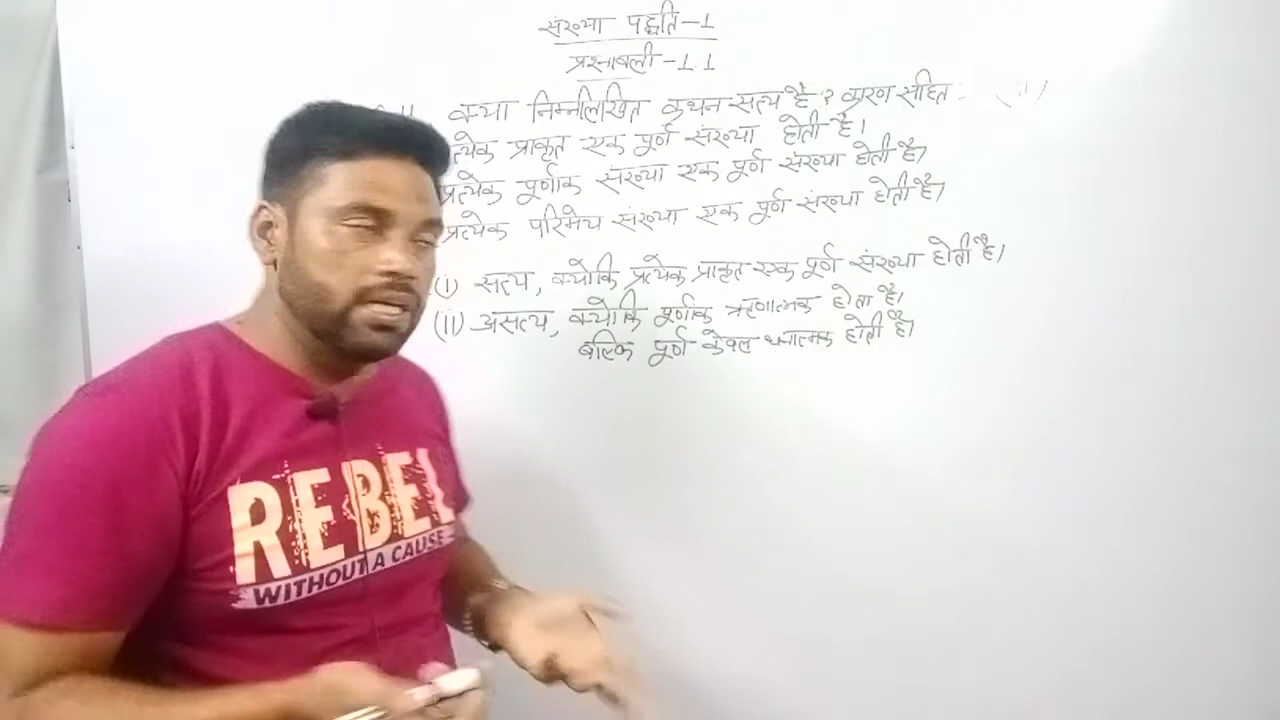 संख्या पद्धति-1
प्रश्नावली-1.1
क्या निम्नलिखित कथन सत्य है? कारण सहित
प्राकृत एक पूर्ण संख्या होती है।
प्रत्येक पूर्णांक संख्या एक पूर्ण संख्या होती है।
प्रत्येक परिमेय संख्या एक पूर्ण संख्या होती है।
(I) सत्य, क्योंकि प्रत्येक प्राकृत एक पूर्ण संख्या होती है।
(II) असत्य, क्योंकि पूर्णांक ऋणात्मक होता है।
बल्कि पूर्ण केवल धनात्मक होती है।
REBEL
WITHOUT A CAUSE